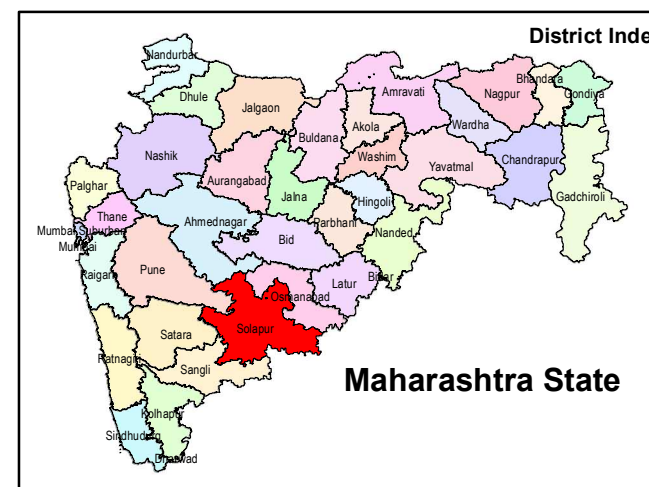 District Inde
Nandurbar
Dhule
Jalgaon
Amravati
Nagpur
Bhandara
Gondiya
Buldana
Akola
Wardha
Nashik
Washim
Yavatmal
Chandrapur
Palghar
Aurangabad
Jalna
Hingoli
Gadchiroli
Thane
Ahmednagar
Parbhani
Mumbai Suburban
Mumbai
Bid
Nanded
Raigarh
Pune
Latur
Bidar
Osmanabad
Solapur
Satara
Ratnagiri
Sangli
Maharashtra State
Kolhapur
Sindhudurg
Dharwad